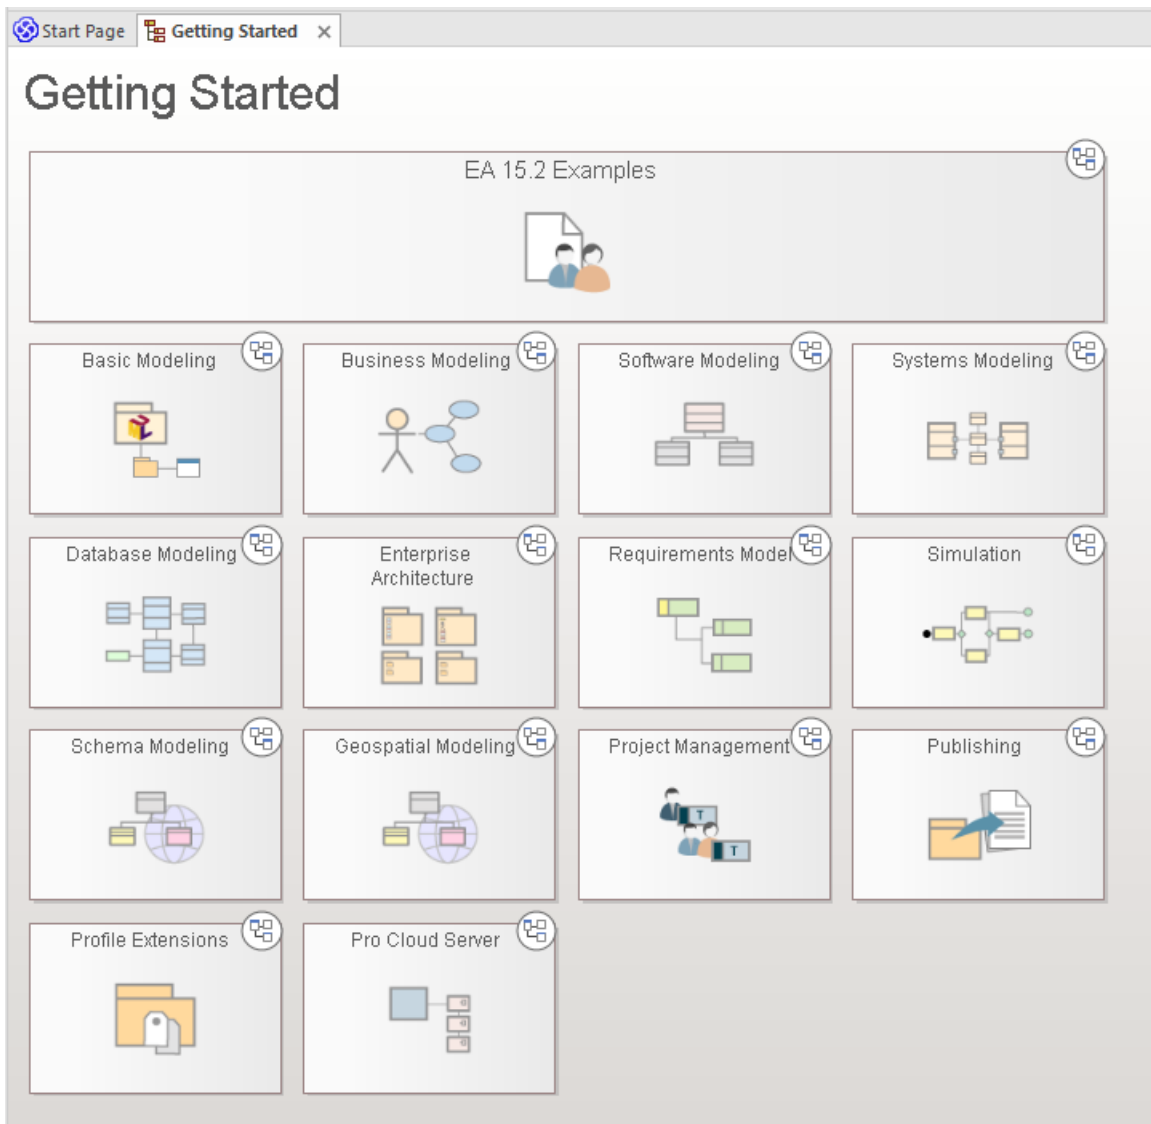 Start Page
Getting Started
Getting Started
EA 15.2 Examples
Basic Modeling
Business Modeling
Software Modeling
Systems Modeling
Database Modeling
Enterprise
Architecture
Requirements Model
Simulation
Schema Modeling
Geospatial Modeling
Project Management
T
T
Publishing
Profile Extensions
Pro Cloud Server